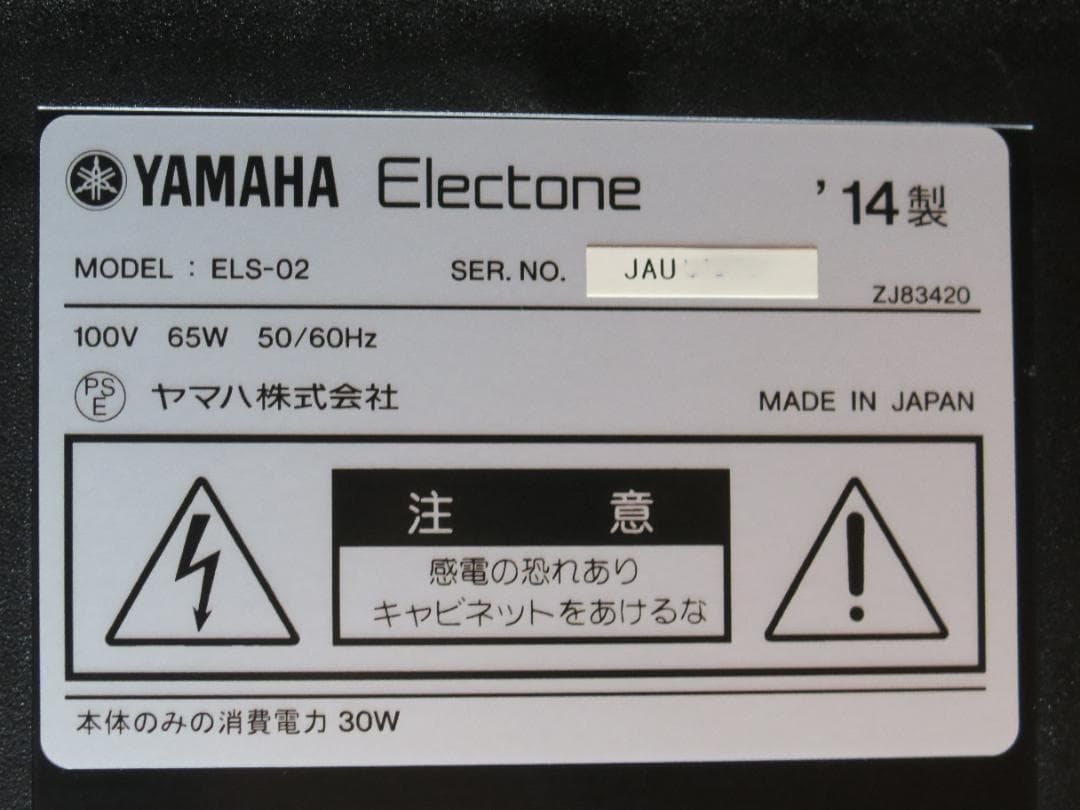 YAMAHA Electone '14製
MODEL : ELS-02 SER. NO. JAU
ZJ83420
100V 65W 50/60Hz
PSE ヤマハ株式会社 MADE IN JAPAN
注意
感電の恐れあり
キャビネットをあけるな
本体のみの消費電力 30W